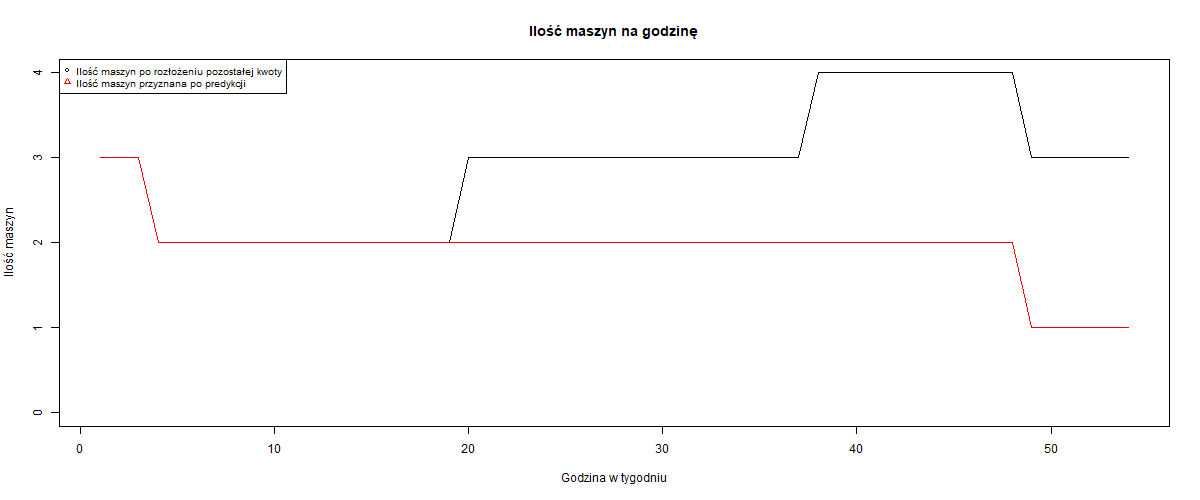 Ilość maszyn na godzinę
Ilość maszyn po rozłożeniu pozostałej kwoty
Ilość maszyn przyznana po predykcji
Ilość maszyn
4
3
2
1
0
0 10 20 30 40 50
Godzina w tygodniu